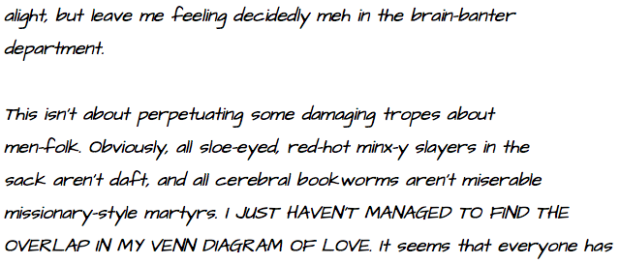 alight, but leave me feeling decidedly meh in the brain-banter
department.
This isn't about perpetuating some damaging tropes about
men-folk. Obviously, all sloe-eyed, red-hot minx-y slayers in the
sack aren't daft, and all cerebral bookworms aren't miserable
missionary-style martyrs. I JUST HAVEN'T MANAGED TO FIND THE
OVERLAP IN MY VENN DIAGRAM OF LOVE. It seems that everyone has